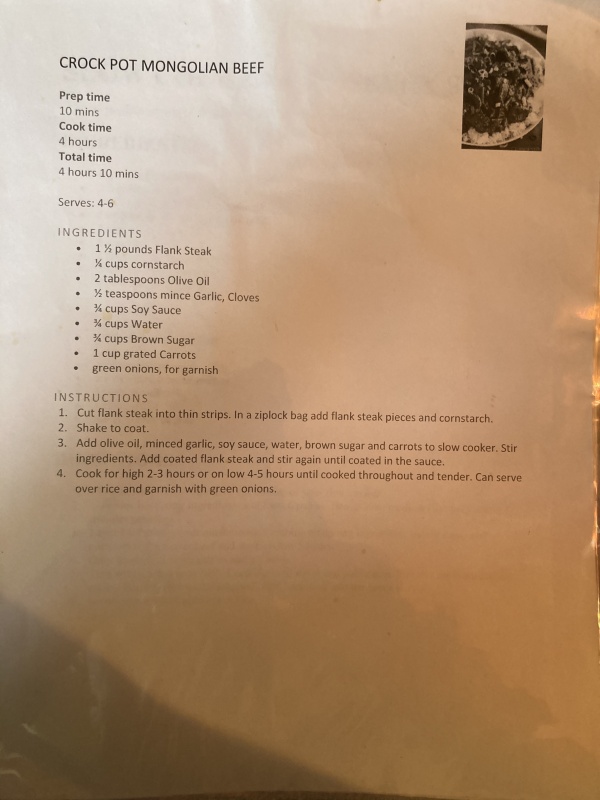 CROCK POT MONGOLIAN BEEF
Prep time
10 mins
Cook time
4 hours
Total time
4 hours 10 mins
Serves: 4-6
INGREDIENTS
• 1 ½ pounds Flank Steak
• ¼ cups cornstarch
• 2 tablespoons Olive Oil
• ½ teaspoons mince Garlic, Cloves
• ¾ cups Soy Sauce
• ¾ cups Water
• ¾ cups Brown Sugar
• 1 cup grated Carrots
• green onions, for garnish
INSTRUCTIONS
1. Cut flank steak into thin strips. In a ziplock bag add flank steak pieces and cornstarch.
2. Shake to coat.
3. Add olive oil, minced garlic, soy sauce, water, brown sugar and carrots to slow cooker. Stir
ingredients. Add coated flank steak and stir again until coated in the sauce.
4. Cook for high 2-3 hours or on low 4-5 hours until cooked throughout and tender. Can serve
over rice and garnish with green onions.